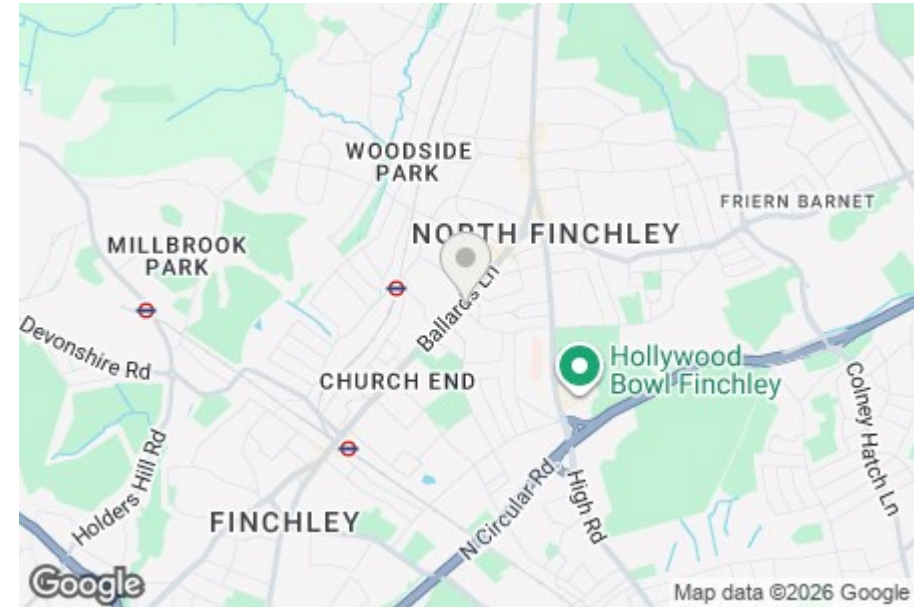 WOODSIDE
PARK
FRIERN BARNET
NORTH FINCHLEY
MILLBROOK
PARK
Ballards Ln
Devonshire Rd
Hollywood
Bowl Finchley
CHURCH END
Colney Hatch Ln
Holders Hill Rd
N Circular Rd
High Rd
FINCHLEY
Google
Map data ©2026 Google